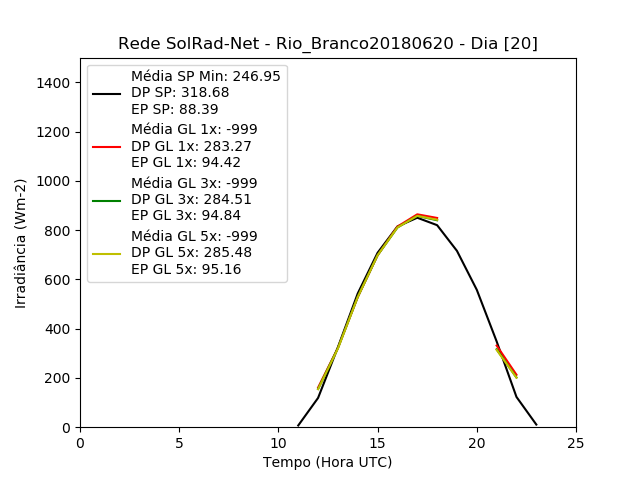 Rede SolRad-Net - Rio_Branco20180620 - Dia [20]
Média SP Min: 246.95
DP SP: 318.68
EP SP: 88.39
Média GL 1x: -999
DP GL 1x: 283.27
EP GL 1x: 94.42
Média GL 3x: -999
DP GL 3x: 284.51
EP GL 3x: 94.84
Média GL 5x: -999
DP GL 5x: 285.48
EP GL 5x: 95.16
Irradiância (Wm-2)
1400
1200
1000
800
600
400
200
0
0 5 10 15 20 25
Tempo (Hora UTC)